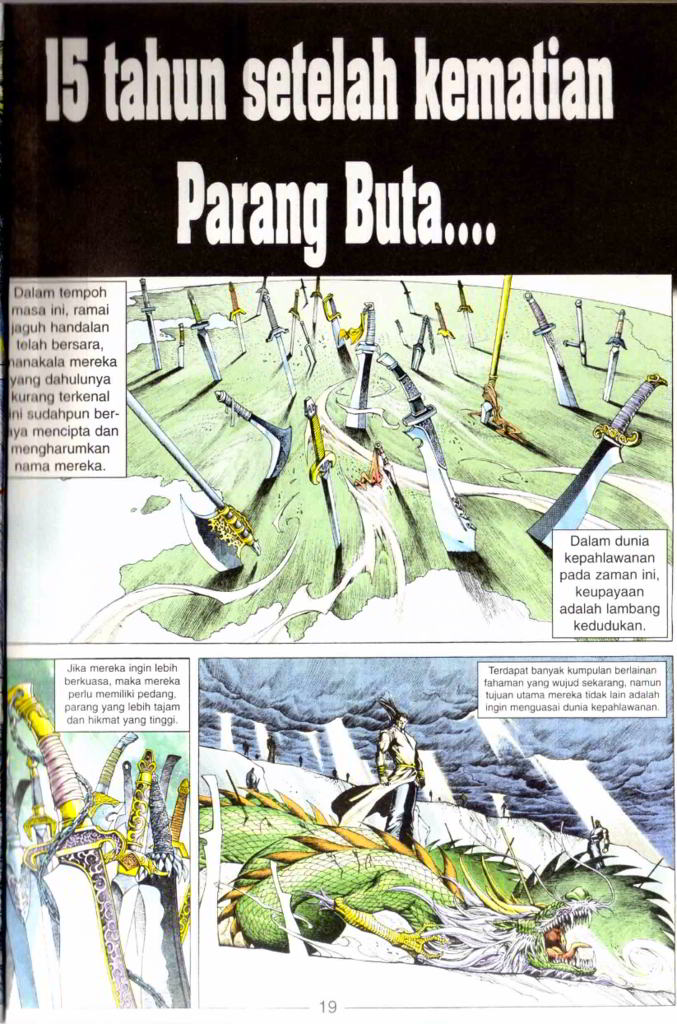 15 tahun setelah kematian
Parang Buta....
Dalam tempoh
masa ini, ramai
jaguh handalan
telah bersara,
manakala mereka
yang dahulunya
kurang terkenal
ini sudahpun ber-
jaya mencipta dan
mengharumkan
nama mereka.
Dalam dunia
kepahlawanan
pada zaman ini,
keupayaan
adalah lambang
kedudukan.
Jika mereka ingin lebih
berkuasa, maka mereka
perlu memiliki pedang,
parang yang lebih tajam
dan hikmat yang tinggi.
Terdapat banyak kumpulan berlainan
fahaman yang wujud sekarang, namun
tujuan utama mereka tidak lain adalah
ingin menguasai dunia kepahlawanan.
19